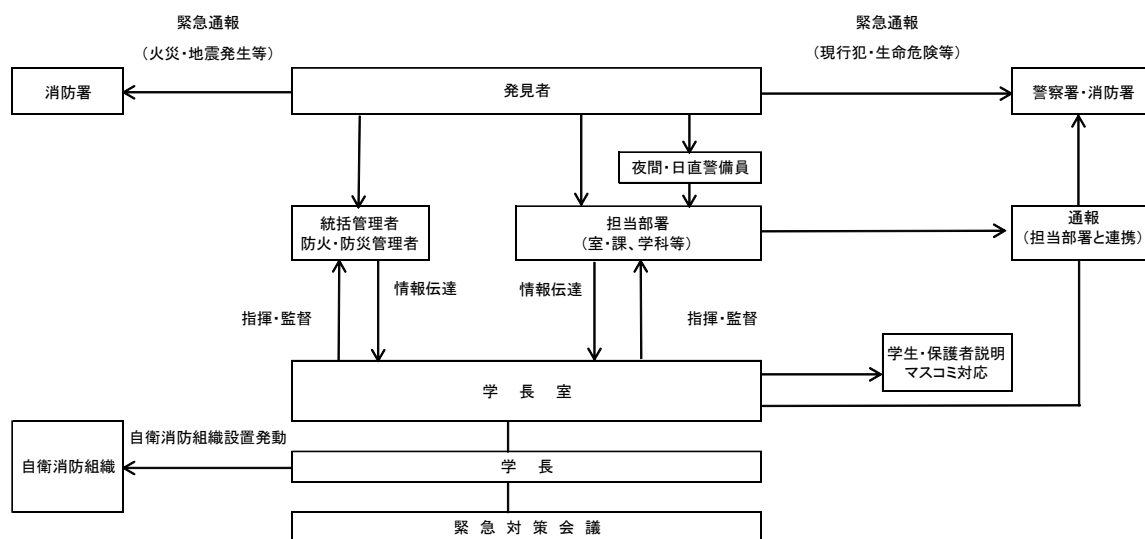 緊急通報
（火災・地震発生等）
緊急通報
（現行犯・生命危険等）
消防署
発見者
警察署・消防署
夜間・日直警備員
統括管理者
防火・防災管理者
担当部署
（室・課、学科等）
通報
（担当部署と連携）
情報伝達
情報伝達
指揮・監督
指揮・監督
学生・保護者説明
マスコミ対応
学　長　室
自衛消防組織設置発動
自衛消防組織
学　長
緊 急 対 策 会 議